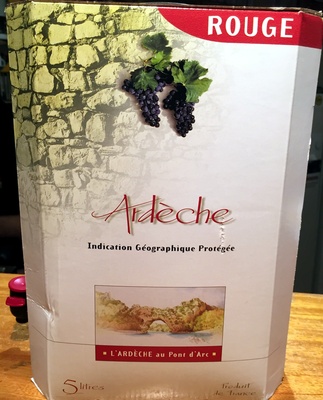 ROUGE
Ardèche
Indication Géographique Protégée
L'ARDÈCHE au Pont d'Arc
5 litres
Produit
de France